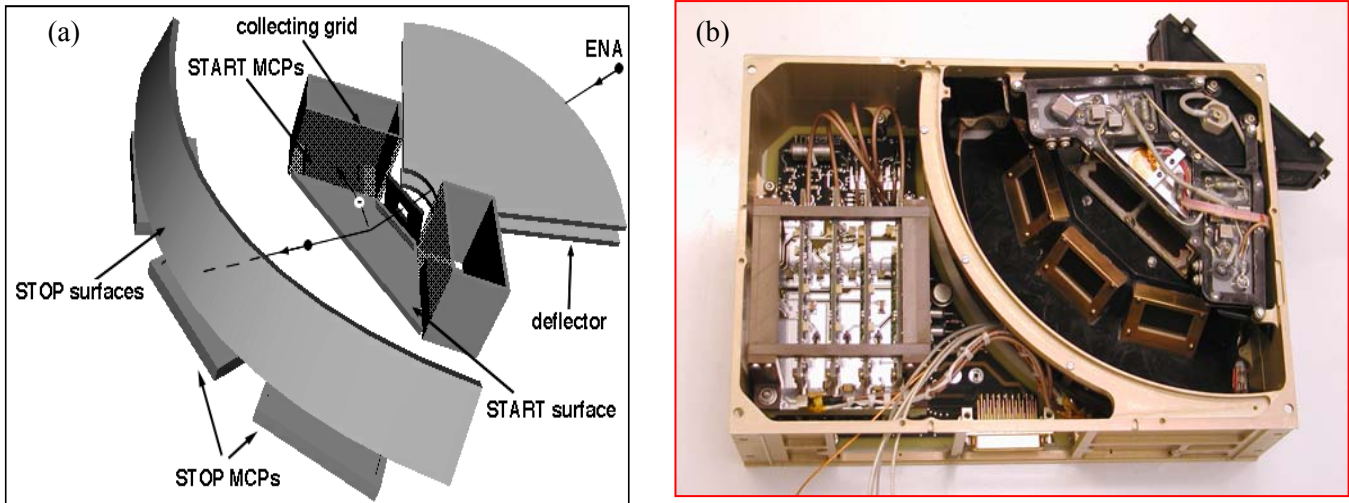 (a)
collecting grid
START MCPs
ENA
STOP surfaces
deflector
START surface
STOP MCPs
(b)